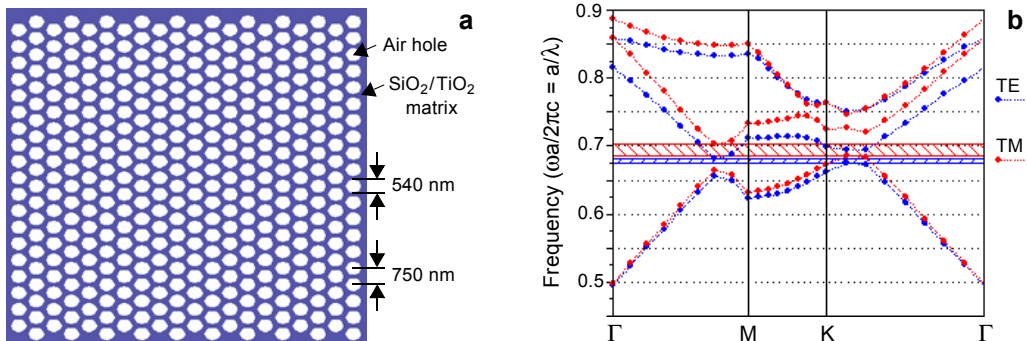 a
Air hole
SiO₂/TiO₂
matrix
540 nm
750 nm
b
Frequency (ωa/2πc = a/λ)
0.9
0.8
0.7
0.6
0.5
Γ M K Γ
TE
TM